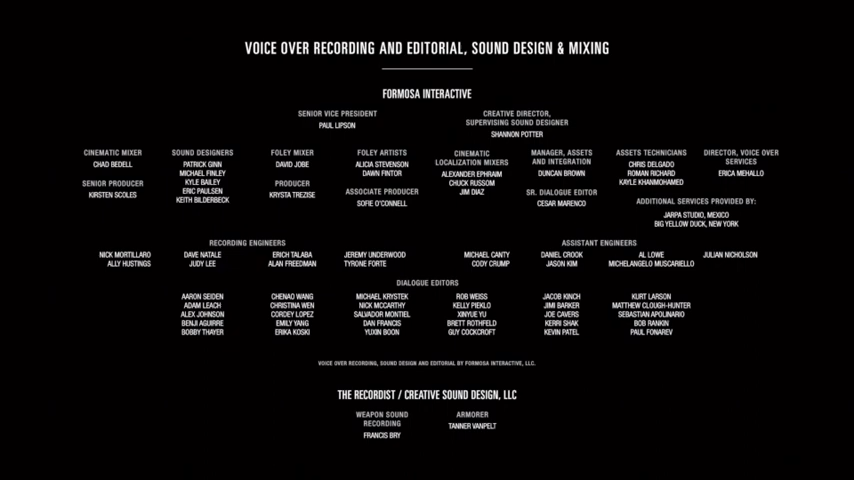 VOICE OVER RECORDING AND EDITORIAL, SOUND DESIGN & MIXING
FORMOSA INTERACTIVE
SENIOR VICE PRESIDENT
PAUL LIPSON
CREATIVE DIRECTOR,
SUPERVISING SOUND DESIGNER
SHANNON POTTER
CINEMATIC MIXER
CHAD BEDELL
SENIOR PRODUCER
KIRSTEN SCOLES
SOUND DESIGNERS
PATRICK GINN
MICHAEL FINLEY
KYLE BAILEY
ERIC PAULSEN
KEITH BILDERBECK
FOLEY MIXER
DAVID JOBE
PRODUCER
KRYSTA TREZISE
FOLEY ARTISTS
ALICIA STEVENSON
DAWN FINTOR
ASSOCIATE PRODUCER
SOFIE O'CONNELL
CINEMATIC
LOCALIZATION MIXERS
ALEXANDER EPHRAIM
CHUCK RUSSOM
JIM DIAZ
MANAGER, ASSETS
AND INTEGRATION
DUNCAN BROWN
SR. DIALOGUE EDITOR
CESAR MARENCO
ASSETS TECHNICIANS
CHRIS DELGADO
ROMAN RICHARD
KAYLE KHANMOHAMED
DIRECTOR, VOICE OVER
SERVICES
ERICA MEHALLO
ADDITIONAL SERVICES PROVIDED BY:
JARPA STUDIO, MEXICO
BIG YELLOW DUCK, NEW YORK
RECORDING ENGINEERS
NICK MORTILLARO DAVE NATALE ERICH TALABA JEREMY UNDERWOOD
ALLY HUSTINGS JUDY LEE ALAN FREEDMAN TYRONE FORTE
ASSISTANT ENGINEERS
MICHAEL CANTY DANIEL CROOK AL LOWE JULIAN NICHOLSON
CODY CRUMP JASON KIM MICHELANGELO MUSCARIELLO
DIALOGUE EDITORS
AARON SEIDEN CHENAO WANG MICHAEL KRYSTEK ROB WEISS JACOB KINCH KURT LARSON
ADAM LEACH CHRISTINA WEN NICK MCCARTHY KELLY PIEKLO JIMI BARKER MATTHEW CLOUGH-HUNTER
ALEX JOHNSON CORDEY LOPEZ SALVADOR MONTIEL XINYUE YU JOE CAVERS SEBASTIAN APOLINARIO
BENJI AGUIRRE EMILY YANG DAN FRANCIS BRETT ROTHFELD KERRI SHAK BOB RANKIN
BOBBY THAYER ERIKA KOSKI YUXIN BOON GUY COCKCROFT KEVIN PATEL PAUL FONAREV
VOICE OVER RECORDING, SOUND DESIGN AND EDITORIAL BY FORMOSA INTERACTIVE, LLC.
THE RECORDIST / CREATIVE SOUND DESIGN, LLC
WEAPON SOUND
RECORDING
FRANCIS BRY
ARMORER
TANNER VANPELT